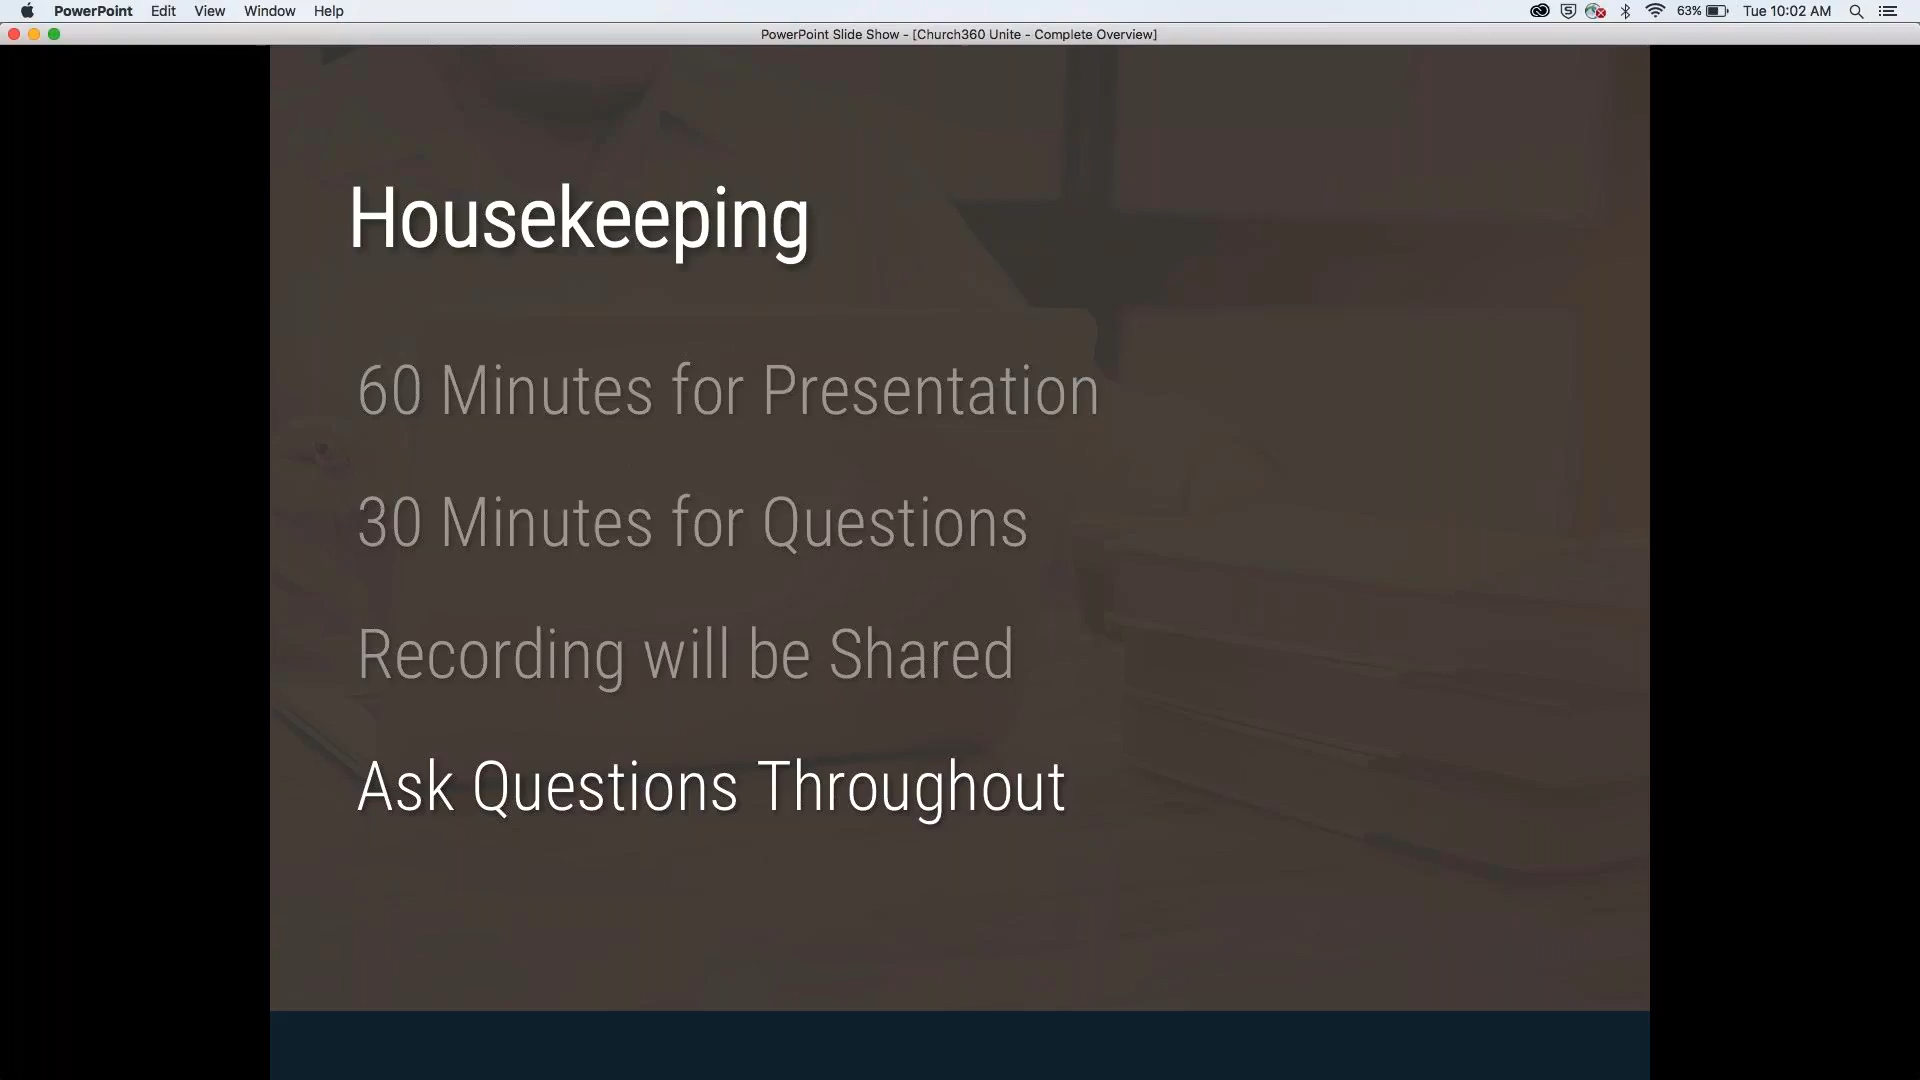 PowerPoint Edit View Window Help 63% Tue 10:02 AM
PowerPoint Slide Show - [Church360 Unite - Complete Overview]
Housekeeping
60 Minutes for Presentation
30 Minutes for Questions
Recording will be Shared
Ask Questions Throughout